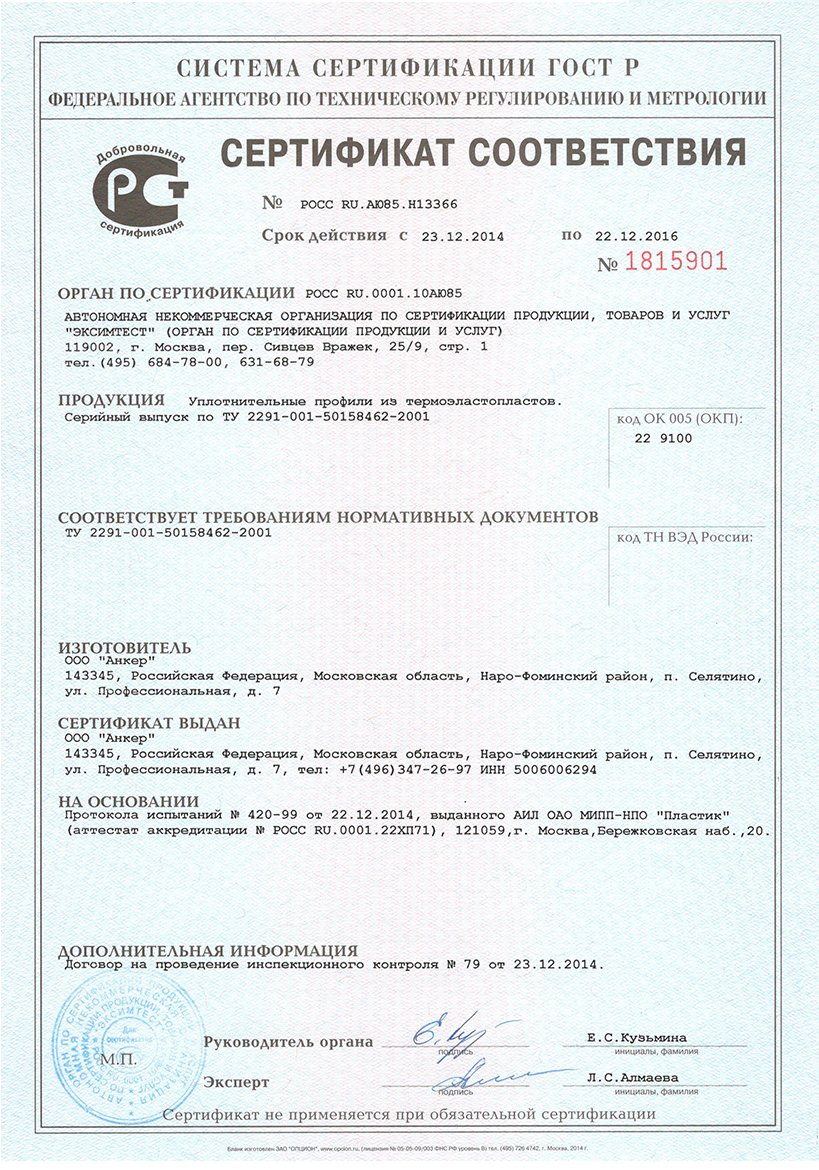 СИСТЕМА СЕРТИФИКАЦИИ ГОСТ Р
ФЕДЕРАЛЬНОЕ АГЕНТСТВО ПО ТЕХНИЧЕСКОМУ РЕГУЛИРОВАНИЮ И МЕТРОЛОГИИ
Добровольная
РСТ
сертификация
СЕРТИФИКАТ СООТВЕТСТВИЯ
№ РОСС RU.АЮ85.Н13366
Срок действия с 23.12.2014 по 22.12.2016
№ 1815901
ОРГАН ПО СЕРТИФИКАЦИИ РОСС RU.0001.10АЮ85
АВТОНОМНАЯ НЕКОММЕРЧЕСКАЯ ОРГАНИЗАЦИЯ ПО СЕРТИФИКАЦИИ ПРОДУКЦИИ, ТОВАРОВ И УСЛУГ
"ЭКСИМТЕСТ" (ОРГАН ПО СЕРТИФИКАЦИИ ПРОДУКЦИИ И УСЛУГ)
119002, г. Москва, пер. Сивцев Вражек, 25/9, стр. 1
тел.(495) 684-78-00, 631-68-79
ПРОДУКЦИЯ Уплотнительные профили из термоэластопластов.
Серийный выпуск по ТУ 2291-001-50158462-2001
код ОК 005 (ОКП):
22 9100
СООТВЕТСТВУЕТ ТРЕБОВАНИЯМ НОРМАТИВНЫХ ДОКУМЕНТОВ
ТУ 2291-001-50158462-2001
код ТН ВЭД России:
ИЗГОТОВИТЕЛЬ
ООО "Анкер"
143345, Российская Федерация, Московская область, Наро-Фоминский район, п. Селятино,
ул. Профессиональная, д. 7
СЕРТИФИКАТ ВЫДАН
ООО "Анкер"
143345, Российская Федерация, Московская область, Наро-Фоминский район, п. Селятино,
ул. Профессиональная, д. 7, тел: +7(496)347-26-97 ИНН 5006006294
НА ОСНОВАНИИ
Протокола испытаний № 420-99 от 22.12.2014, выданного АИЛ ОАО МИПП-НПО "Пластик"
(аттестат аккредитации № РОСС RU.0001.22ХП71), 121059,г. Москва,Бережковская наб.,20.
ДОПОЛНИТЕЛЬНАЯ ИНФОРМАЦИЯ
Договор на проведение инспекционного контроля № 79 от 23.12.2014.
М.П.
Руководитель органа
подпись
Е.С.Кузьмина
инициалы, фамилия
Эксперт
подпись
Л.С.Алмаева
инициалы, фамилия
Сертификат не применяется при обязательной сертификации
Бланк изготовлен ЗАО "ОПЦИОН", www.opcion.ru, (лицензия № 05-05-09/003 ФНС РФ уровень В) тел. (495) 726 4742, г. Москва, 2014 г.